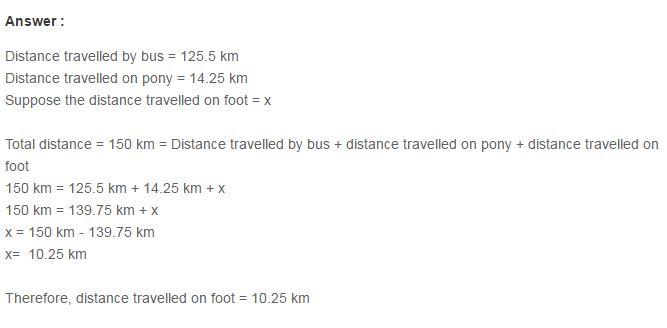 Answer :
Distance travelled by bus = 125.5 km
Distance travelled on pony = 14.25 km
Suppose the distance travelled on foot = x
Total distance = 150 km = Distance travelled by bus + distance travelled on pony + distance travelled on
foot
150 km = 125.5 km + 14.25 km + x
150 km = 139.75 km + x
x = 150 km - 139.75 km
x=  10.25 km
Therefore, distance travelled on foot = 10.25 km